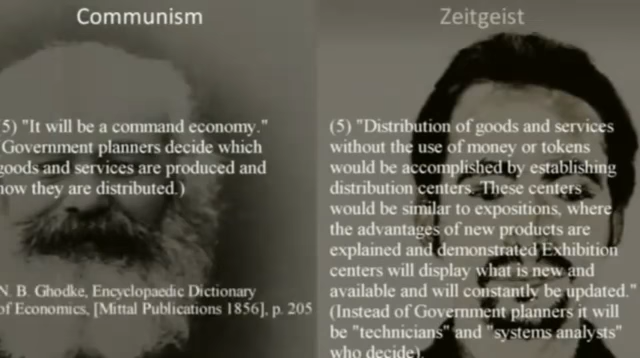 Communism
5) "It will be a command economy."
Government planners decide which
goods and services are produced and
how they are distributed.)
N. B. Ghodke, Encyclopaedic Dictionary
of Economics, [Mittal Publications 1856], p. 205
Zeitgeist
(5) "Distribution of goods and services
without the use of money or tokens
would be accomplished by establishing
distribution centers. These centers
would be similar to expositions, where
the advantages of new products are
explained and demonstrated Exhibition
centers will display what is new and
available and will constantly be updated."
(Instead of Government planners it will
be "technicians" and "systems analysts"
who decide).